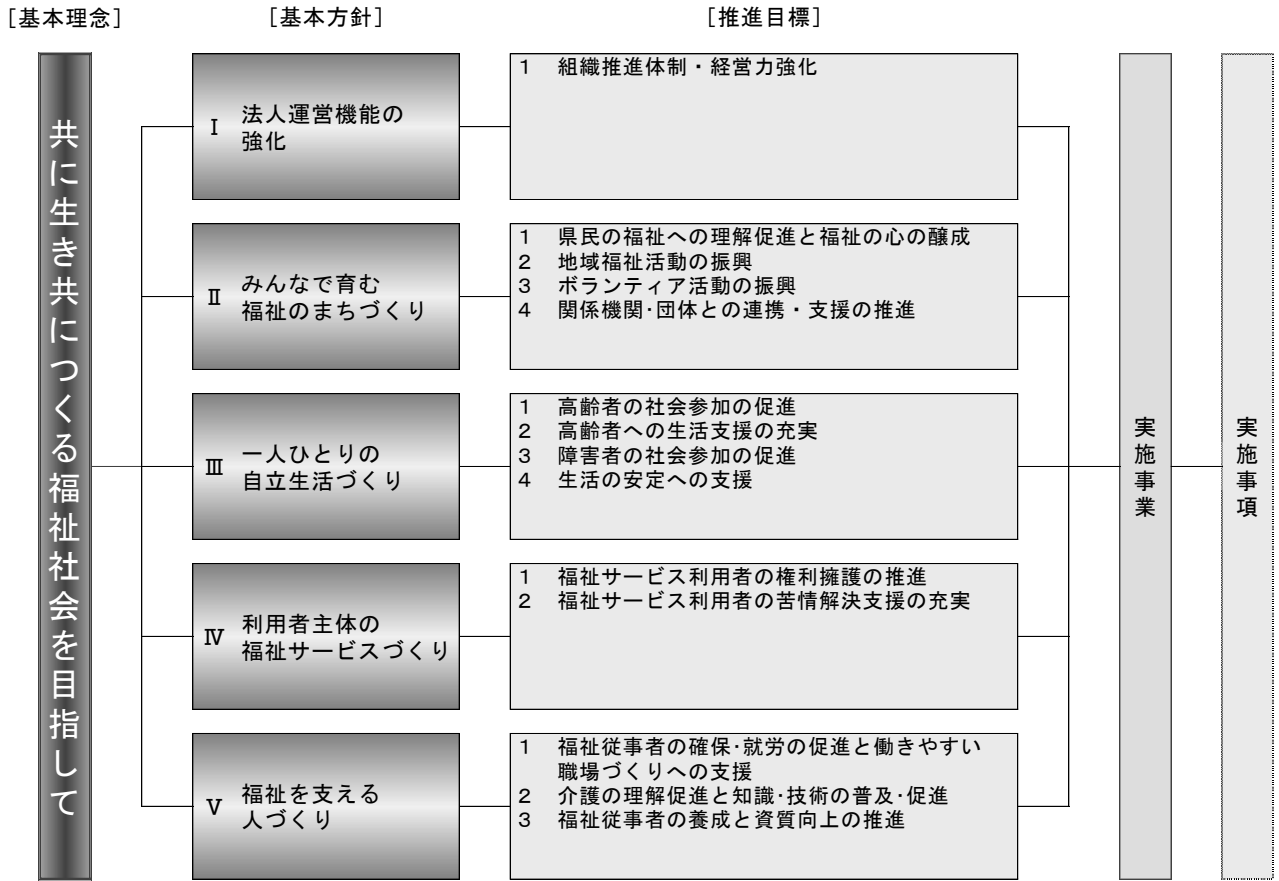 ［基本理念］
［基本方針］
［推進目標］
共に生き共につくる福祉社会を目指して
Ⅰ 法人運営機能の
強化
1 組織推進体制・経営力強化
Ⅱ みんなで育む
福祉のまちづくり
1 県民の福祉への理解促進と福祉の心の醸成
2 地域福祉活動の振興
3 ボランティア活動の振興
4 関係機関･団体との連携・支援の推進
Ⅲ 一人ひとりの
自立生活づくり
1 高齢者の社会参加の促進
2 高齢者への生活支援の充実
3 障害者の社会参加の促進
4 生活の安定への支援
Ⅳ 利用者主体の
福祉サービスづくり
1 福祉サービス利用者の権利擁護の推進
2 福祉サービス利用者の苦情解決支援の充実
Ⅴ 福祉を支える
人づくり
1 福祉従事者の確保･就労の促進と働きやすい
職場づくりへの支援
2 介護の理解促進と知識･技術の普及･促進
3 福祉従事者の養成と資質向上の推進
実施事業
実施事項